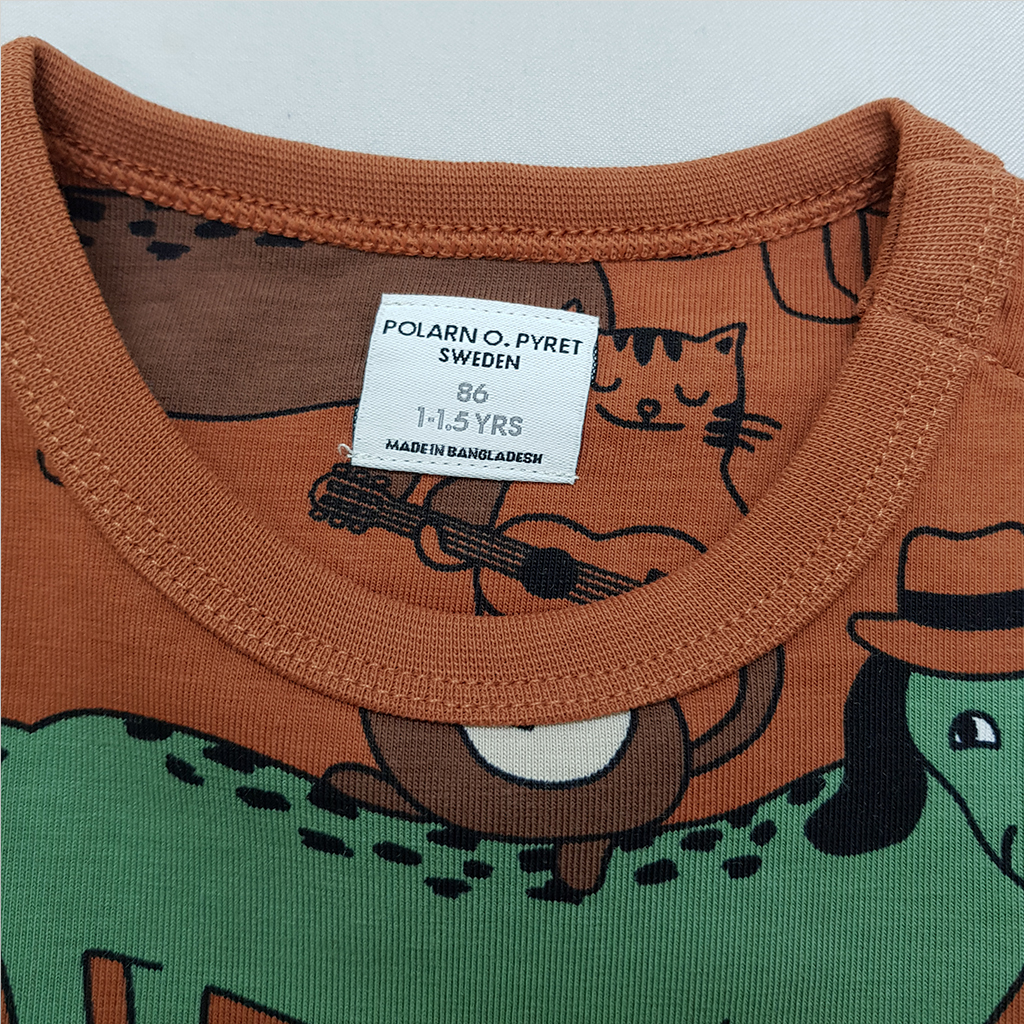 POLARN O. PYRET
SWEDEN
86
1-1.5 YRS
MADE IN BANGLADESH